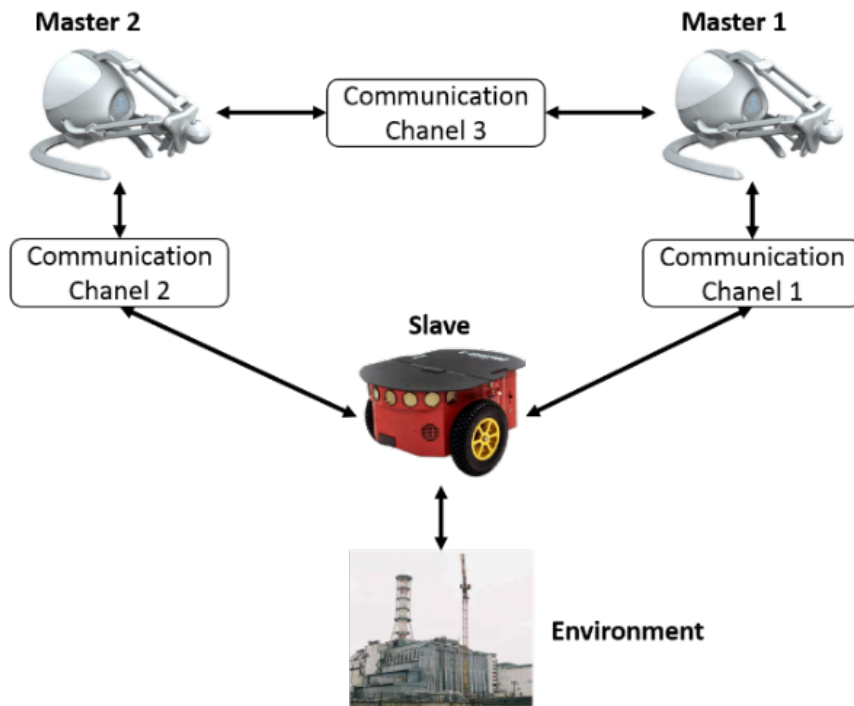 Master 2
Master 1
Communication
Chanel 3
Communication
Chanel 2
Communication
Chanel 1
Slave
Environment